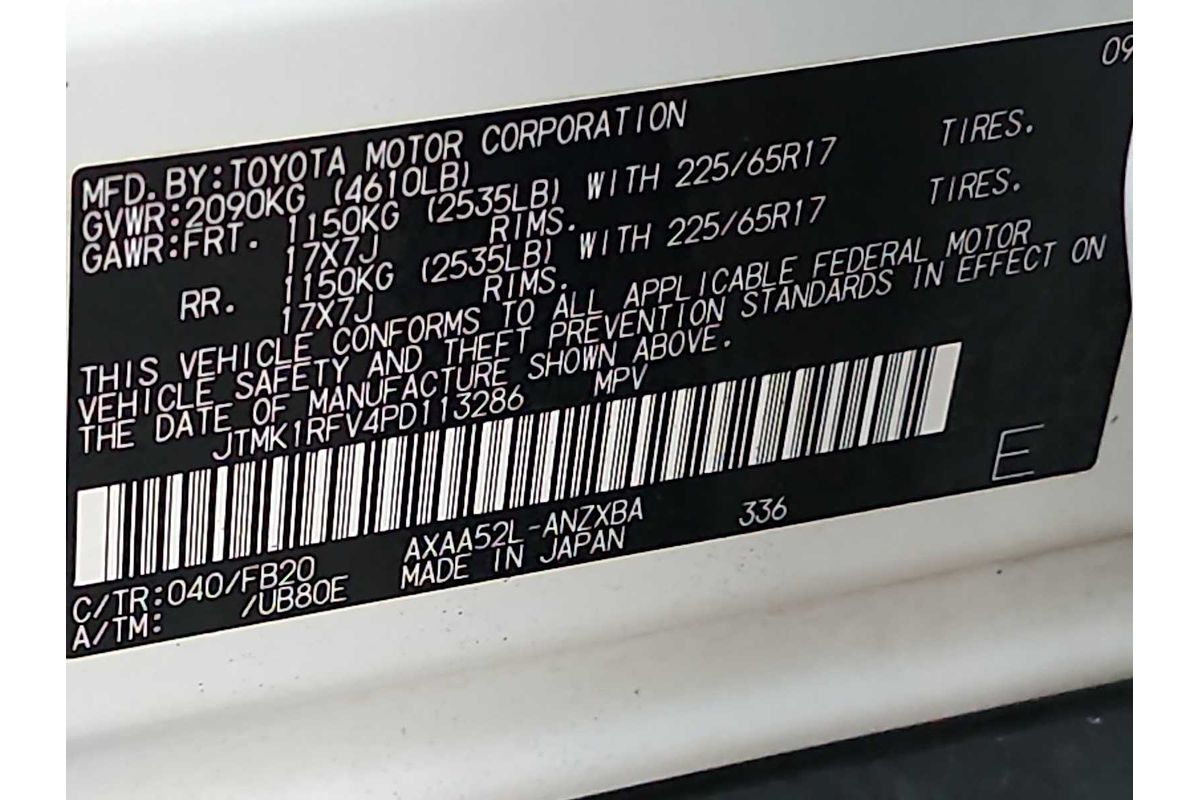 09
MFD. BY: TOYOTA MOTOR CORPORATION
GVWR: 2090KG (4610LB)
GAWR: FRT. 1150KG (2535LB) WITH 225/65R17 TIRES.
17X7J RIMS.
RR. 1150KG (2535LB) WITH 225/65R17 TIRES.
17X7J RIMS.
THIS VEHICLE CONFORMS TO ALL APPLICABLE FEDERAL MOTOR
VEHICLE SAFETY AND THEFT PREVENTION STANDARDS IN EFFECT ON
THE DATE OF MANUFACTURE SHOWN ABOVE.
JTMK1RFV4PD113286 MPV
E
C/TR: 040/FB20 AXAA52L-ANZXBA 336
A/TM: /UB80E MADE IN JAPAN